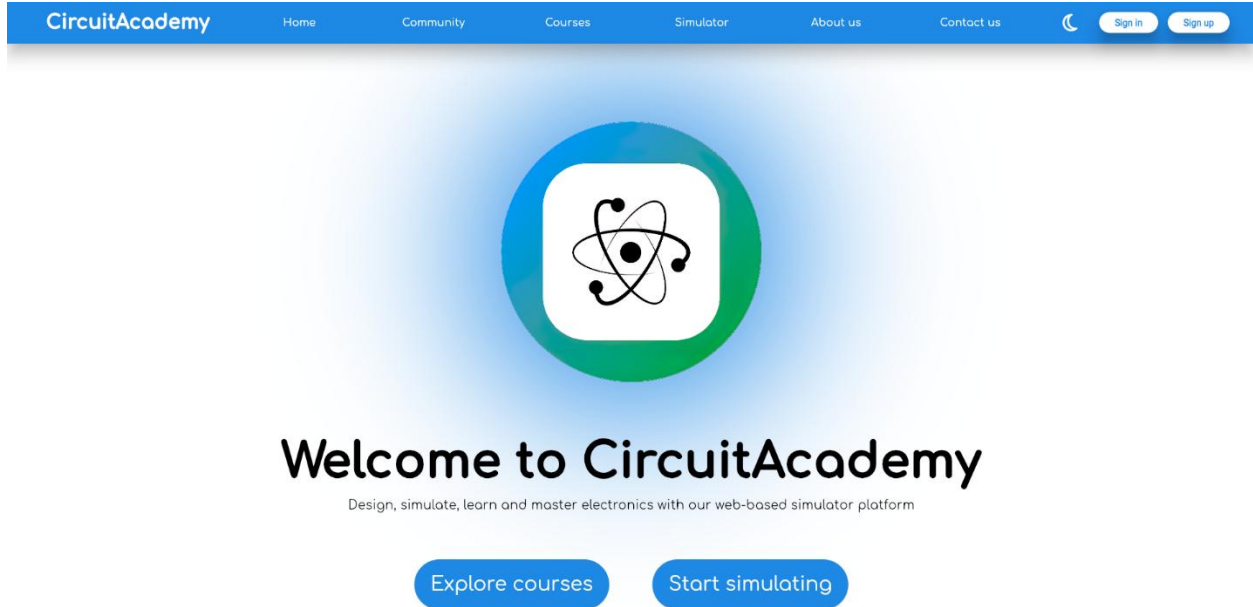 CircuitAcademy Home Community Courses Simulator About us Contact us Sign in Sign up
Welcome to CircuitAcademy
Design, simulate, learn and master electronics with our web-based simulator platform
Explore courses Start simulating